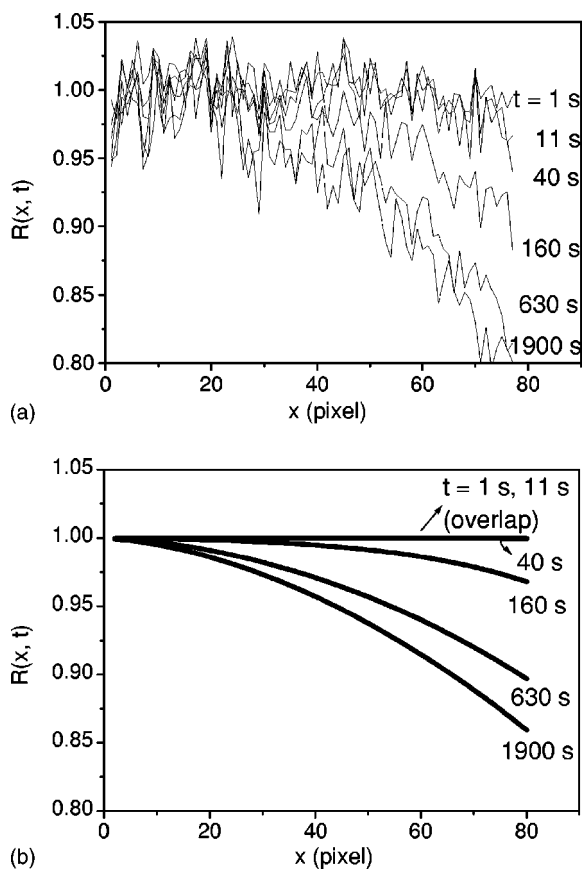 1.05
1.00
0.95
0.90
0.85
0.80
R(x, t)
t = 1 s
11 s
40 s
160 s
630 s
1900 s
0 20 40 60 80
x (pixel)
(a)
1.05
1.00
0.95
0.90
0.85
0.80
R(x, t)
t = 1 s, 11 s
(overlap)
40 s
160 s
630 s
1900 s
0 20 40 60 80
x (pixel)
(b)